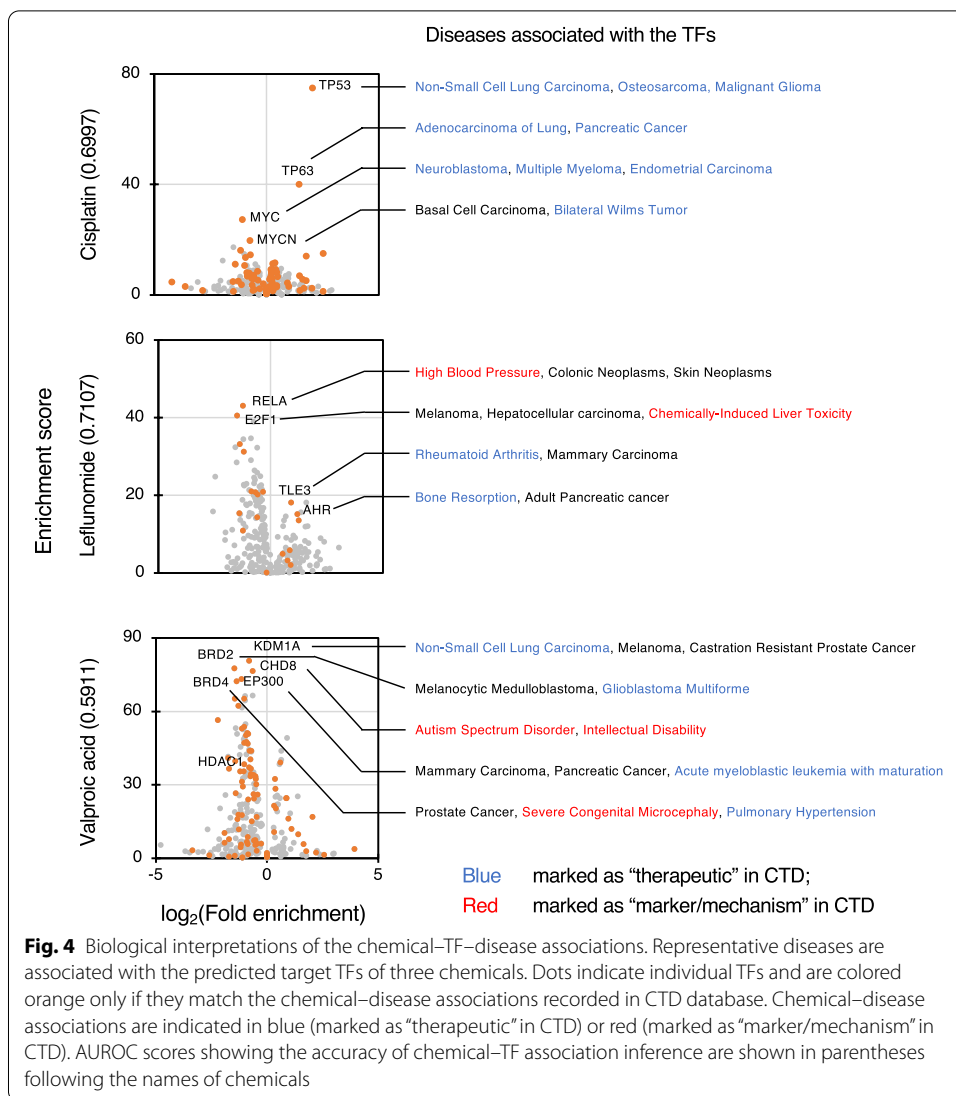 Diseases associated with the TFs
Enrichment score
Cisplatin (0.6997)
80
40
0
TP53
TP63
MYC
MYCN
Non-Small Cell Lung Carcinoma, Osteosarcoma, Malignant Glioma
Adenocarcinoma of Lung, Pancreatic Cancer
Neuroblastoma, Multiple Myeloma, Endometrial Carcinoma
Basal Cell Carcinoma, Bilateral Wilms Tumor
Leflunomide (0.7107)
60
40
20
0
RELA
E2F1
TLE3
AHR
High Blood Pressure, Colonic Neoplasms, Skin Neoplasms
Melanoma, Hepatocellular carcinoma, Chemically-Induced Liver Toxicity
Rheumatoid Arthritis, Mammary Carcinoma
Bone Resorption, Adult Pancreatic cancer
Valproic acid (0.5911)
90
60
30
0
KDM1A
BRD2
CHD8
BRD4
EP300
HDAC1
Non-Small Cell Lung Carcinoma, Melanoma, Castration Resistant Prostate Cancer
Melanocytic Medulloblastoma, Glioblastoma Multiforme
Autism Spectrum Disorder, Intellectual Disability
Mammary Carcinoma, Pancreatic Cancer, Acute myeloblastic leukemia with maturation
Prostate Cancer, Severe Congenital Microcephaly, Pulmonary Hypertension
-5 0 5
log2(Fold enrichment)
Blue marked as “therapeutic” in CTD;
Red marked as “marker/mechanism” in CTD
Fig. 4 Biological interpretations of the chemical–TF–disease associations. Representative diseases are
associated with the predicted target TFs of three chemicals. Dots indicate individual TFs and are colored
orange only if they match the chemical–disease associations recorded in CTD database. Chemical–disease
associations are indicated in blue (marked as “therapeutic” in CTD) or red (marked as “marker/mechanism” in
CTD). AUROC scores showing the accuracy of chemical–TF association inference are shown in parentheses
following the names of chemicals